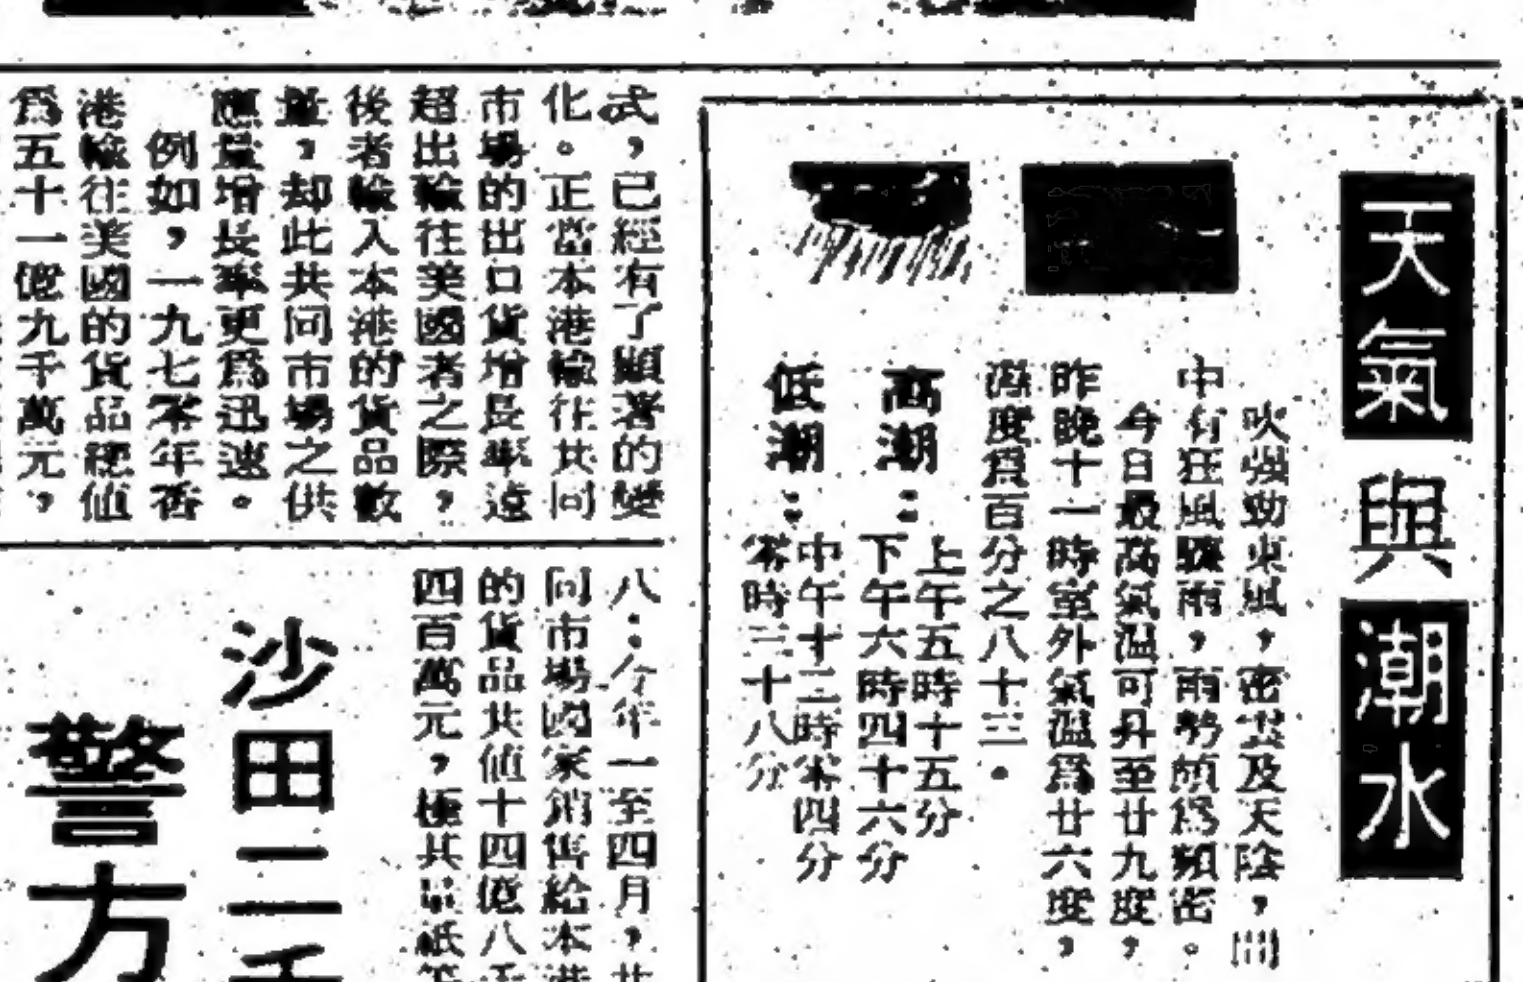 天氣與潮水
吹强勁東風，密雲及天陰，間
中有狂風驟雨，雨勢頗爲頻密。
今日最高氣温可升至廿九度，
昨晚十一時室外氣温爲廿六度，
濕度爲百分之八十三。
高潮：上午五時十五分
下午六時四十六分
低潮：中午十二時零四分
零時三十八分
式，已經有了顯著的變
化。正當本港輸往共同
市場的出口貨增長率遠
超出輸往美國者之際，
後者輸入本港的貨品數
量，却此共同市場之供
應量增長率更爲迅速。
例如，一九七零年香
港輸往美國的貨品總值
爲五十一億九千萬元，
八：今年一至四月，共
同市場國家銷售給本港
的貨品共值十四億八千
四百萬元，
沙田二千
警方